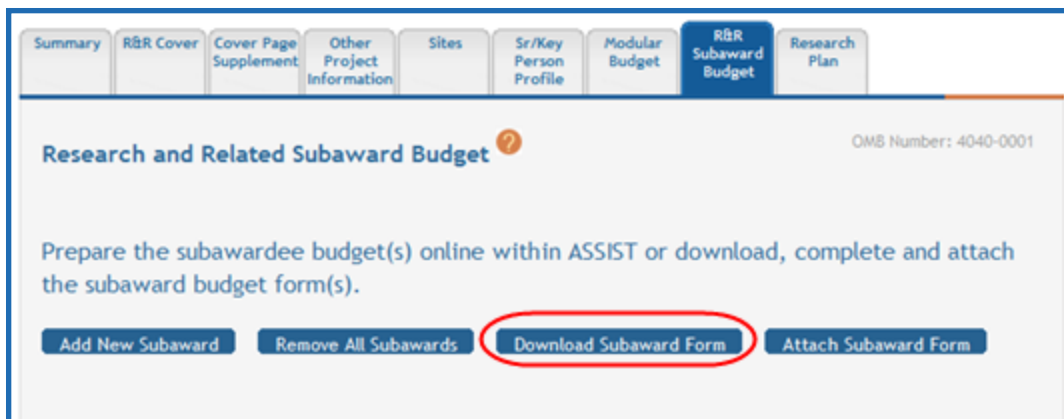 Summary
R&R Cover
Cover Page
Supplement
Other
Project
Information
Sites
Sr/Key
Person
Profile
Modular
Budget
R&R
Subaward
Budget
Research
Plan
Research and Related Subaward Budget ?
OMB Number: 4040-0001
Prepare the subawardee budget(s) online within ASSIST or download, complete and attach
the subaward budget form(s).
Add New Subaward
Remove All Subawards
Download Subaward Form
Attach Subaward Form